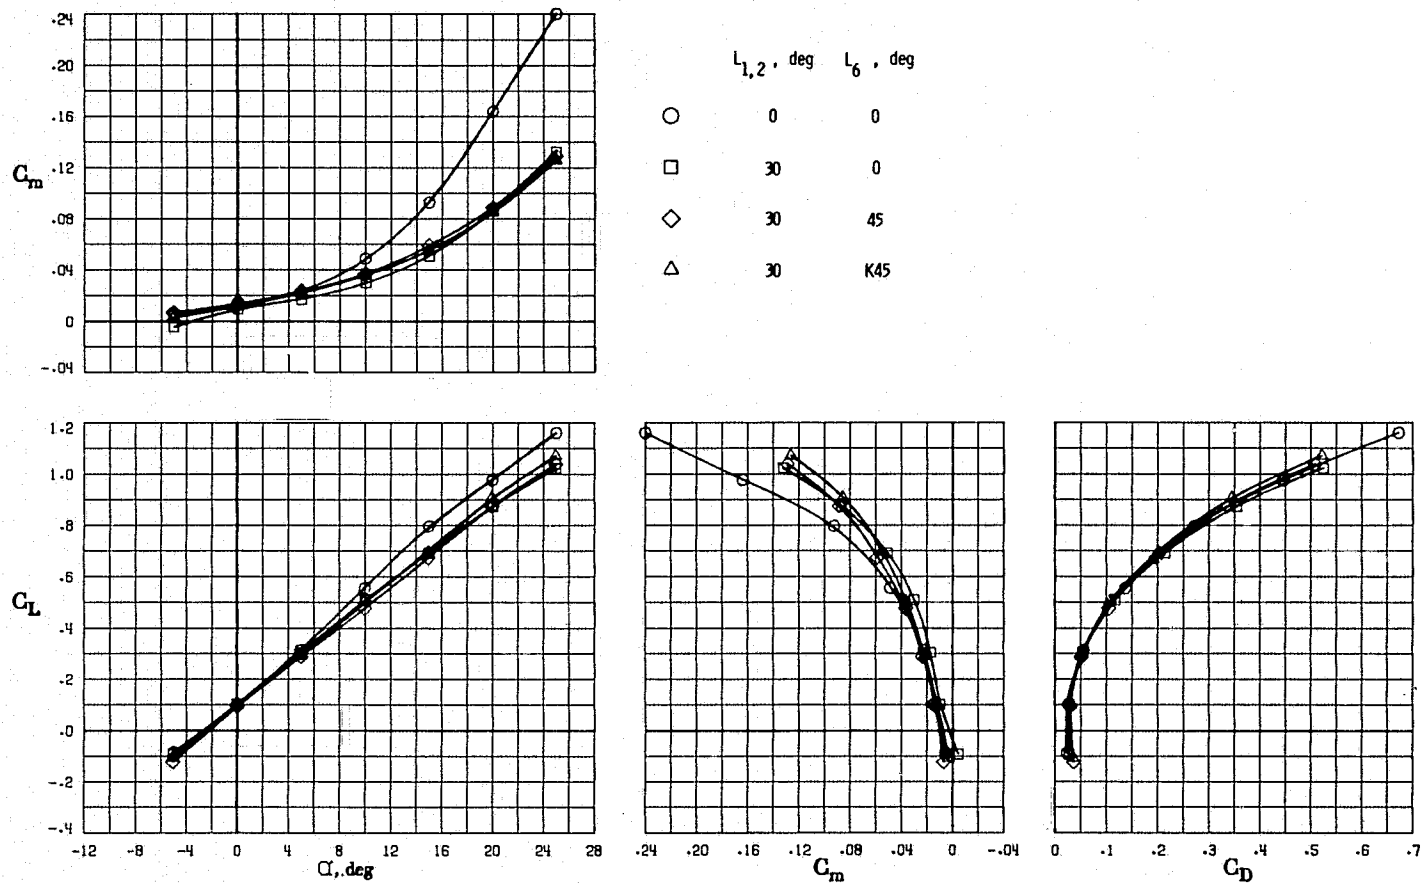 .24
.20
.16
.12
.08
.04
0
-.04
C_m
L_1,2 , deg L_6 , deg
0 0
30 0
30 45
30 K45
1.2
1.0
.8
.6
.4
.2
.0
-.2
-.4
C_L
-12 -8 -4 0 4 8 12 16 20 24 28
α, deg
.24 .20 .16 .12 .08 .04 0 -.04
C_m
0 .1 .2 .3 .4 .5 .6 .7
C_D